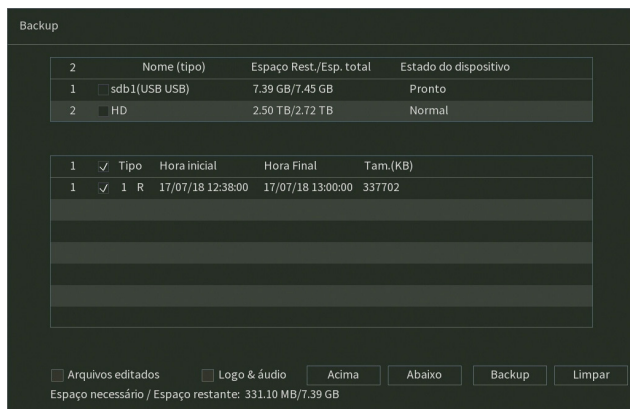 Backup
2 Nome (tipo) Espaço Rest./Esp. total Estado do dispositivo
1 sdb1(USB USB) 7.39 GB/7.45 GB Pronto
2 HD 2.50 TB/2.72 TB Normal
1 Tipo Hora inicial Hora Final Tam.(KB)
1 1 R 17/07/18 12:38:00 17/07/18 13:00:00 337702
Arquivos editados Logo & áudio Acima Abaixo Backup Limpar
Espaço necessário / Espaço restante: 331.10 MB/7.39 GB